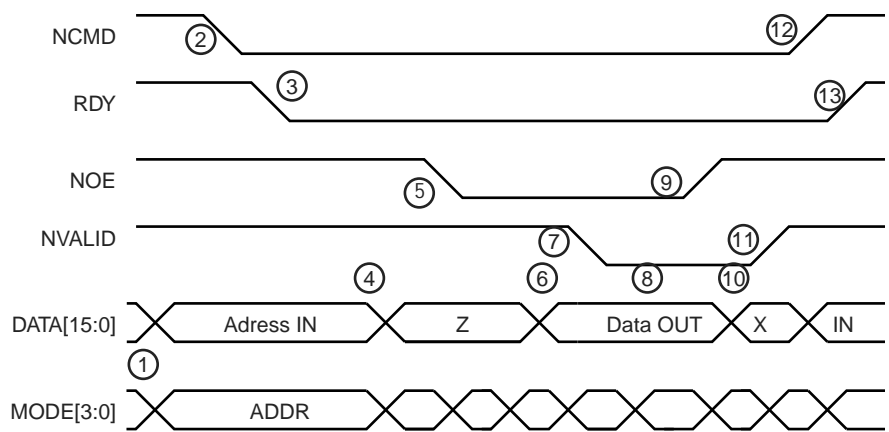 NCMD
2
12
RDY
3
13
NOE
5
9
NVALID
7
11
4
6
8
10
DATA[15:0]
Adress IN
Z
Data OUT
X
IN
1
MODE[3:0]
ADDR